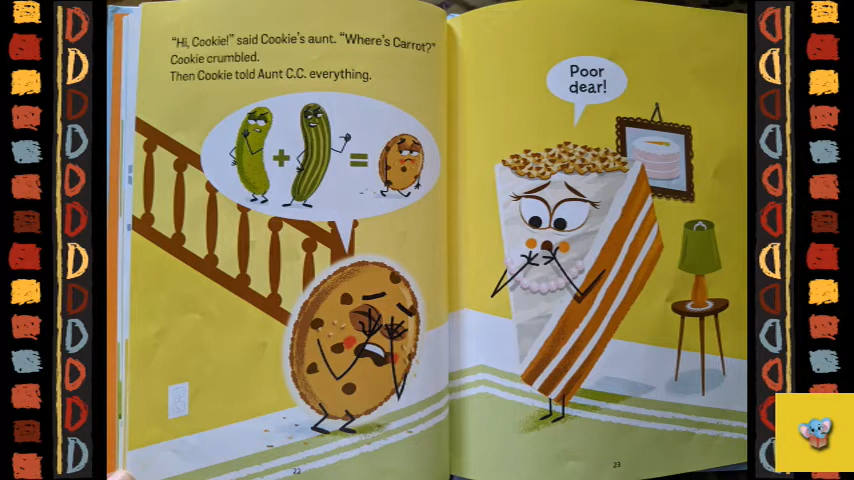 "Hi, Cookie!" said Cookie's aunt. "Where's Carrot?"
Cookie crumbled.
Then Cookie told Aunt C.C. everything.
+ =
Poor
dear!
22
23